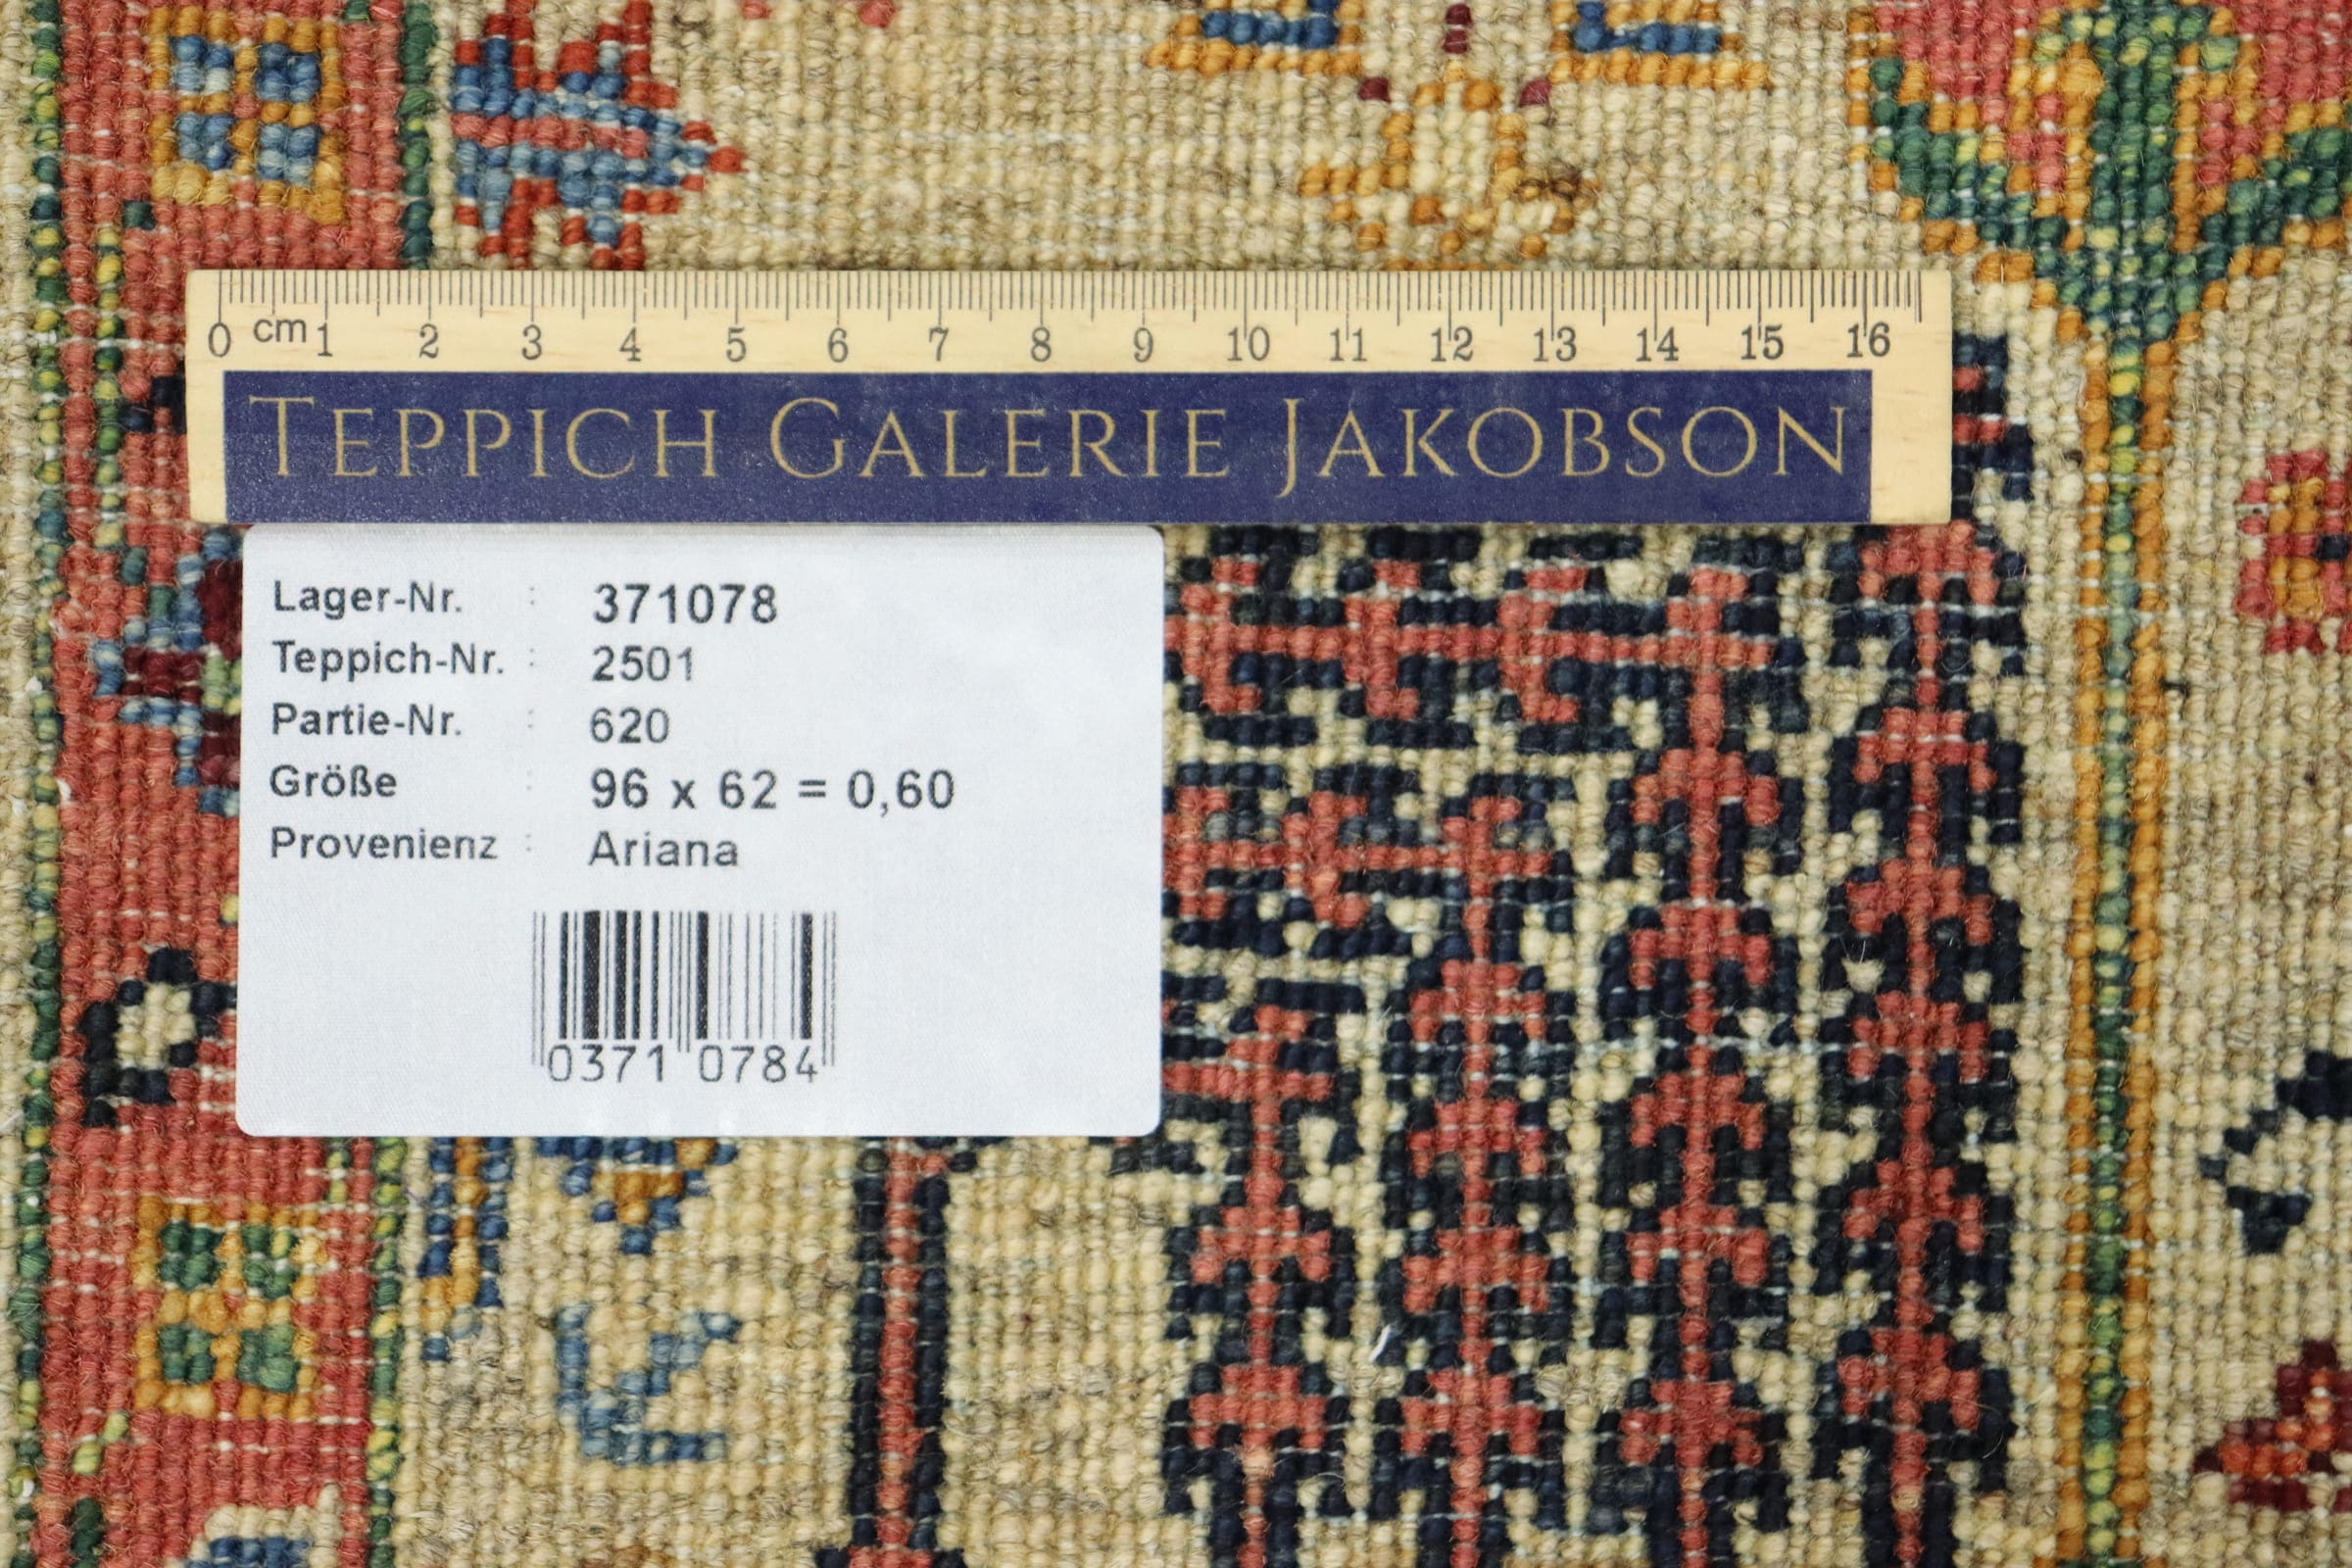 0 cm 1 2 3 4 5 6 7 8 9 10 11 12 13 14 15 16
TEPPICH GALERIE JAKOBSON
Lager-Nr. : 371078
Teppich-Nr. : 2501
Partie-Nr. : 620
Größe : 96 x 62 = 0,60
Provenienz : Ariana
0371 0784